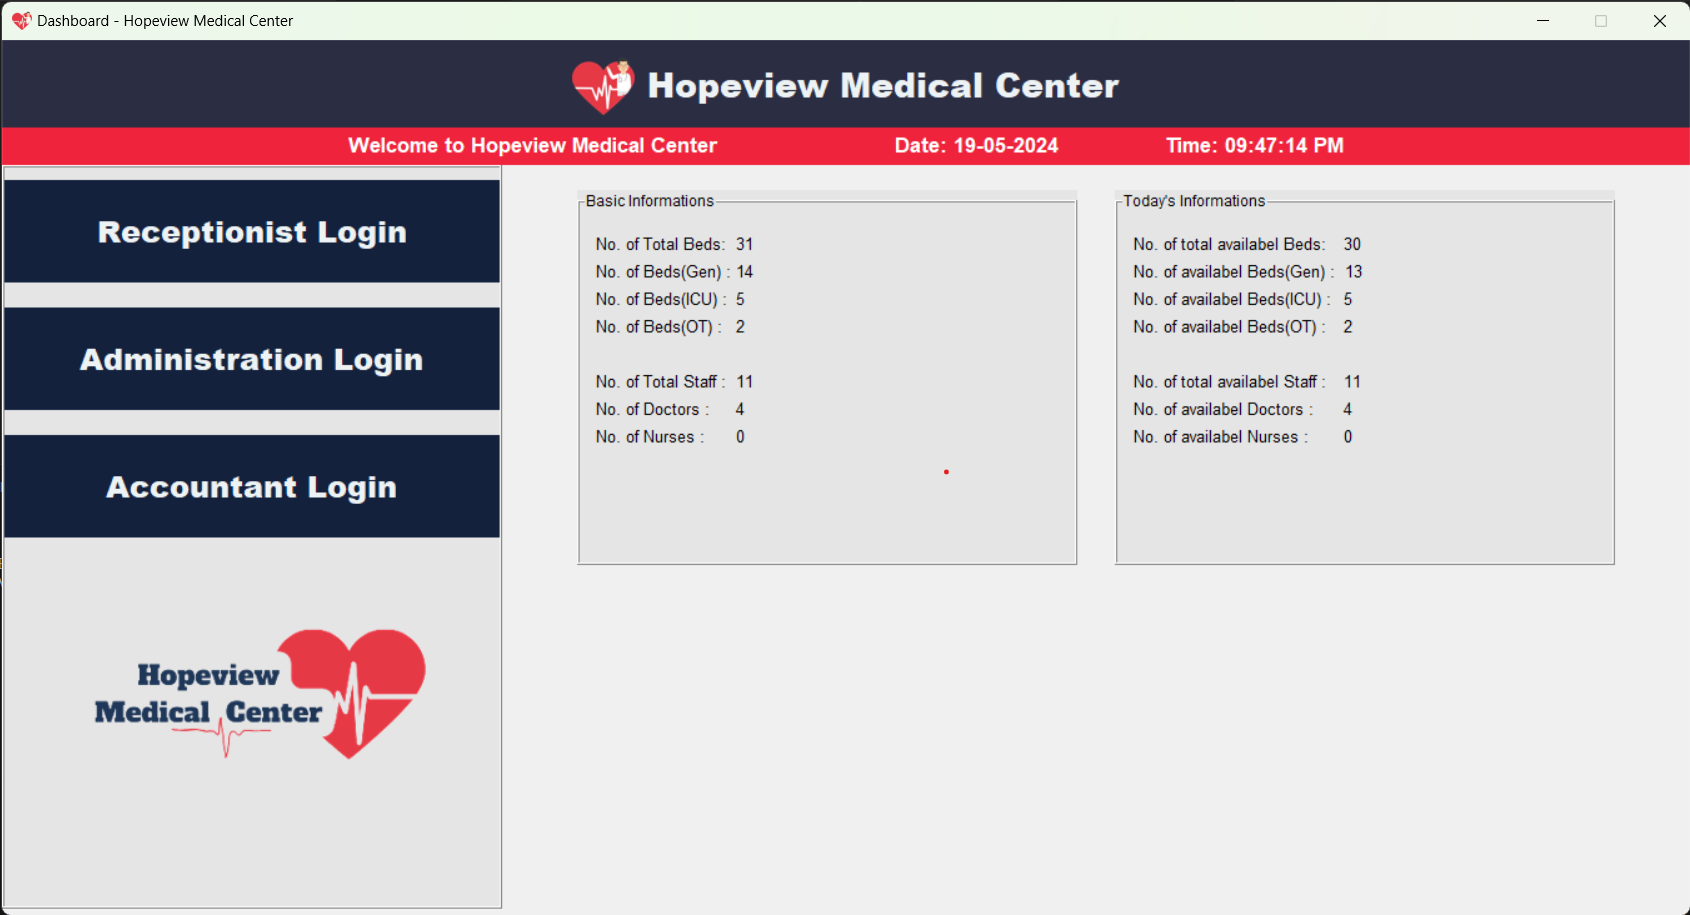 Dashboard - Hopeview Medical Center
Hopeview Medical Center
Welcome to Hopeview Medical Center Date: 19-05-2024 Time: 09:47:14 PM
Receptionist Login
Administration Login
Accountant Login
Hopeview
Medical Center
Basic Informations
No. of Total Beds: 31
No. of Beds(Gen) : 14
No. of Beds(ICU) : 5
No. of Beds(OT) : 2
No. of Total Staff : 11
No. of Doctors : 4
No. of Nurses : 0
Today's Informations
No. of total availabel Beds: 30
No. of availabel Beds(Gen) : 13
No. of availabel Beds(ICU) : 5
No. of availabel Beds(OT) : 2
No. of total availabel Staff : 11
No. of availabel Doctors : 4
No. of availabel Nurses : 0